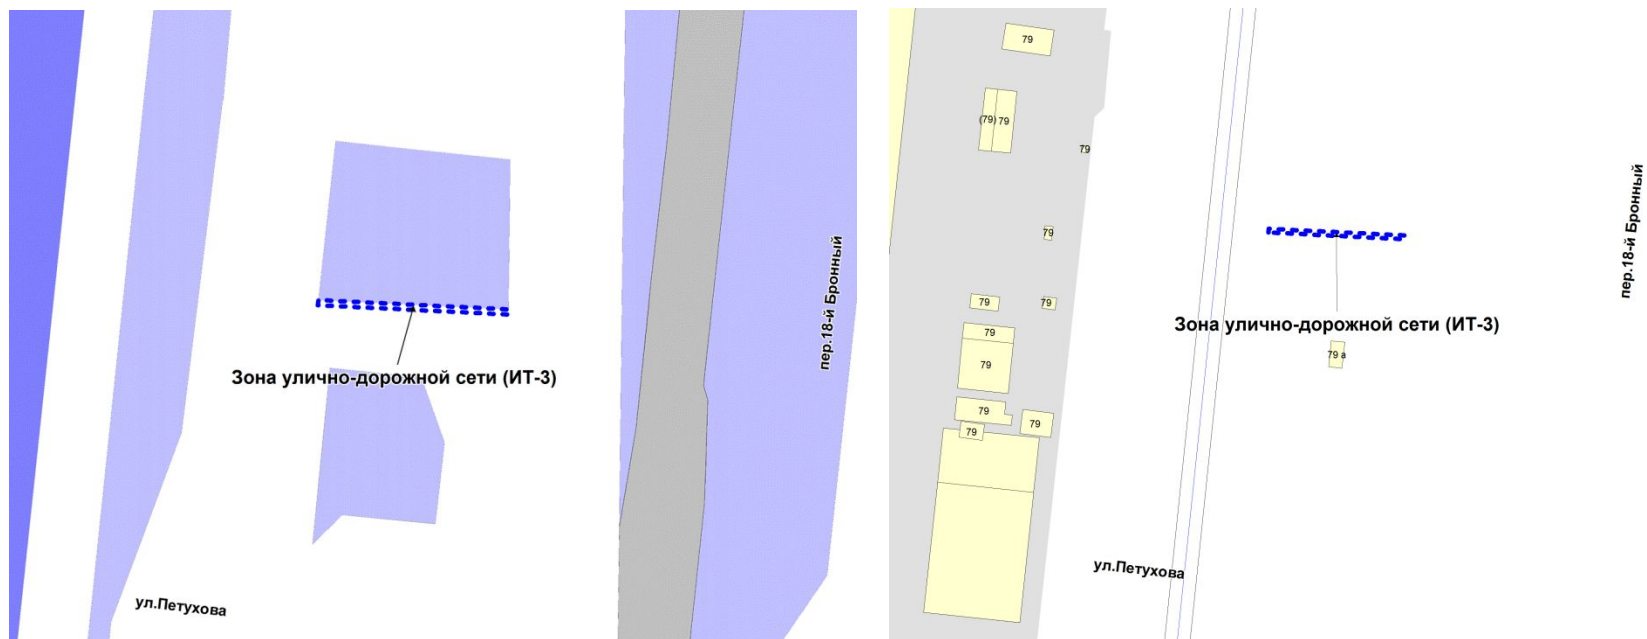 Зона улично-дорожной сети (ИТ-3)
пер.18-й Бронный
ул.Петухова
79
(79) 79
79
79
79
79
79
79
79
79
79
Зона улично-дорожной сети (ИТ-3)
79 а
ул.Петухова
пер.18-й Бронный